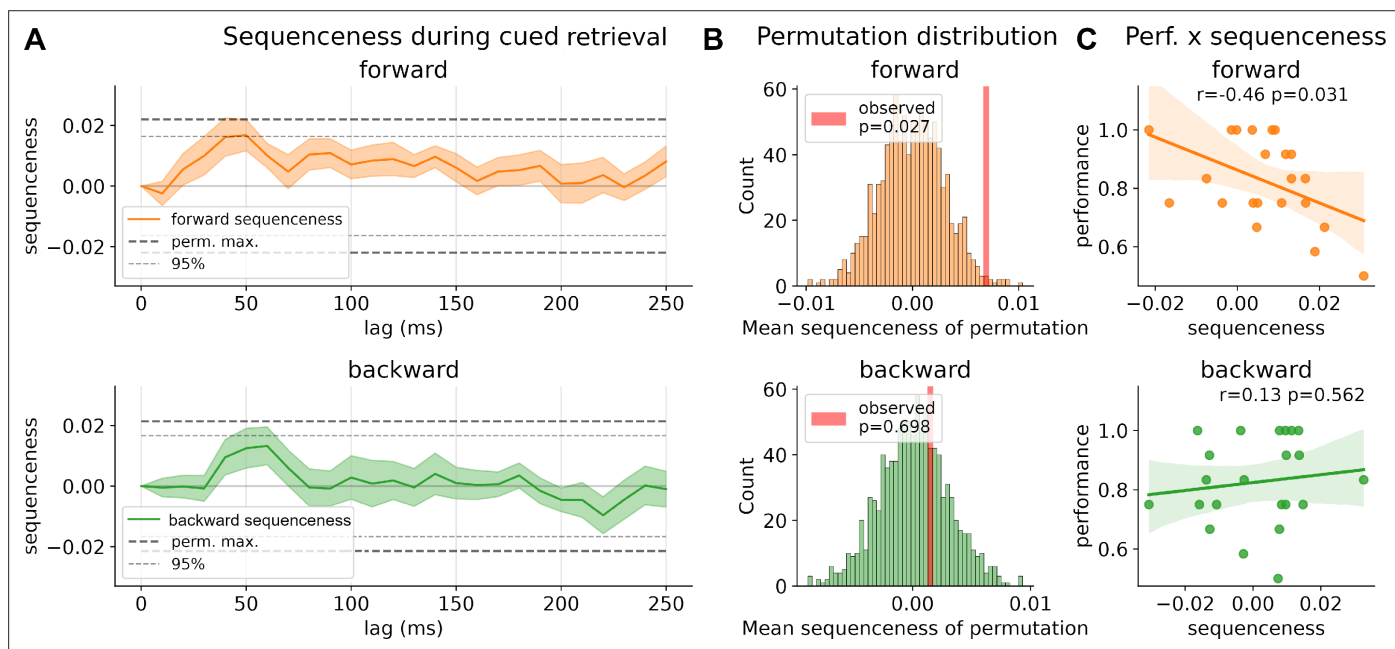 A
Sequenceness during cued retrieval
forward
sequenceness
0.02
0.00
−0.02
forward sequenceness
perm. max.
95%
0
50
100
150
200
250
lag (ms)
backward
sequenceness
0.02
0.00
−0.02
backward sequenceness
perm. max.
95%
0
50
100
150
200
250
lag (ms)
B
Permutation distribution
forward
Count
60
40
20
0
observed
p=0.027
−0.01
0.00
0.01
Mean sequenceness of permutation
backward
Count
60
40
20
0
observed
p=0.698
0.00
0.01
Mean sequenceness of permutation
C
Perf. x sequenceness
forward
r=-0.46 p=0.031
performance
1.0
0.8
0.6
−0.02
0.00
0.02
sequenceness
backward
r=0.13 p=0.562
performance
1.0
0.8
0.6
−0.02
0.00
0.02
sequenceness